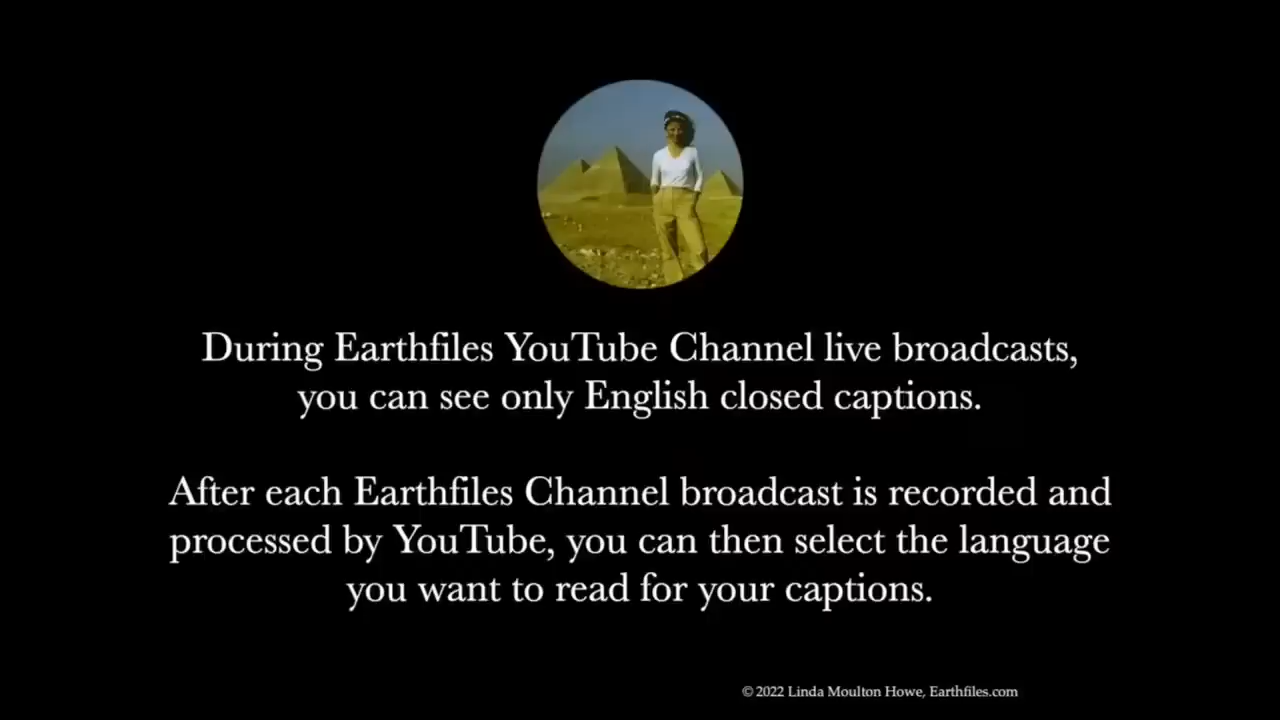 During Earthfiles YouTube Channel live broadcasts,
you can see only English closed captions.
After each Earthfiles Channel broadcast is recorded and
processed by YouTube, you can then select the language
you want to read for your captions.
© 2022 Linda Moulton Howe, Earthfiles.com